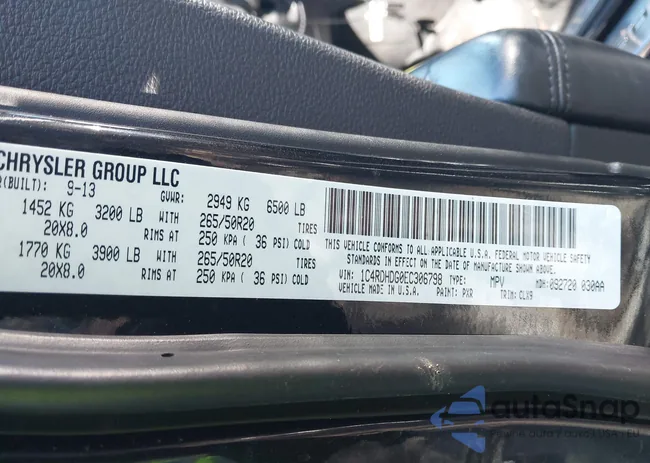 CHRYSLER GROUP LLC
(BUILT): 9-13 GVWR: 2949 KG 6500 LB
1452 KG 3200 LB WITH 265/50R20 TIRES
20X8.0 RIMS AT 250 KPA ( 36 PSI) COLD
1770 KG 3900 LB WITH 265/50R20 TIRES
20X8.0 RIMS AT 250 KPA ( 36 PSI) COLD
THIS VEHICLE CONFORMS TO ALL APPLICABLE U.S.A. FEDERAL MOTOR VEHICLE SAFETY
STANDARDS IN EFFECT ON THE DATE OF MANUFACTURE SHOWN ABOVE.
VIN: 1C4RDHDG0EC306798 TYPE: MPV MDH:092720 030AA
VEHICLE MADE IN U.S.A. PAINT: PXR TRIM: CLX9
autoSnap